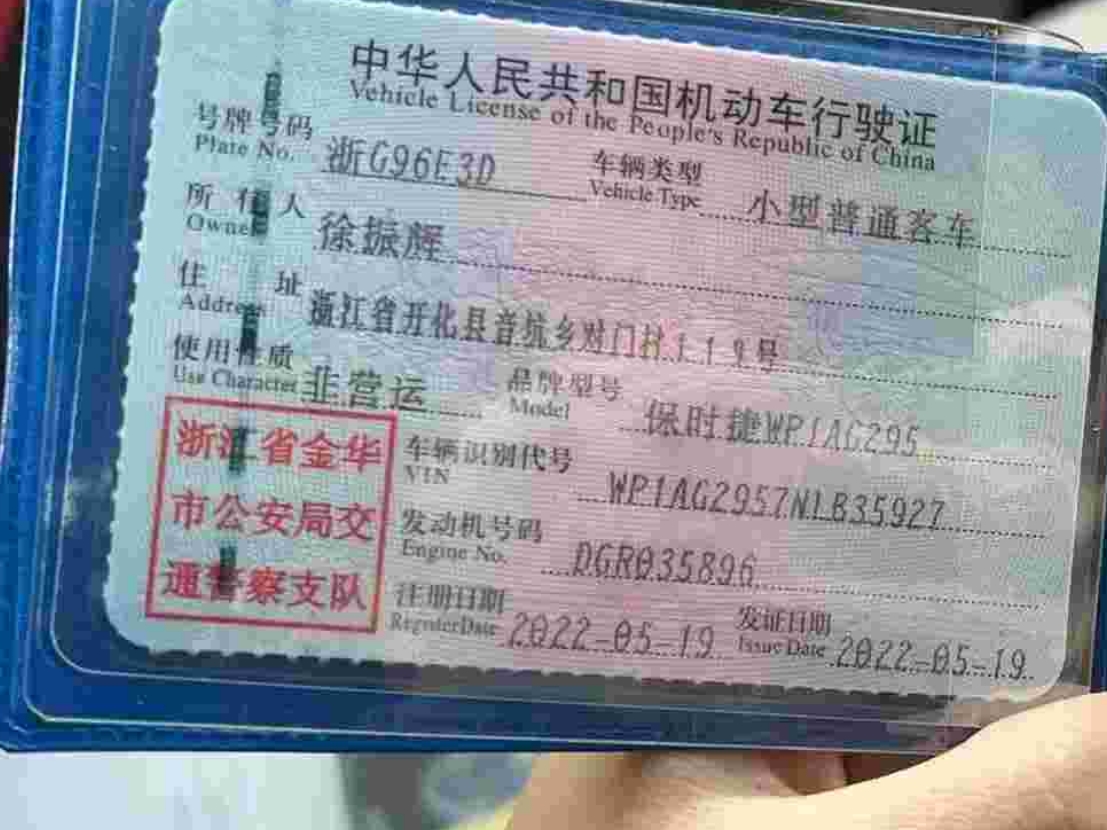 中华人民共和国机动车行驶证
Vehicle License of the People's Republic of China
号牌号码 浙G96E3D 车辆类型 小型普通客车
Plate No. Vehicle Type
所有人 徐振辉
Owner
住址 浙江省开化县音坑乡对门村119号
Address
使用性质 非营运 品牌型号 保时捷WP1AG295
Use Character Model
浙江省金华
市公安局交
通警察支队
车辆识别代号 WP1AG2957NLB35927
VIN
发动机号码 DGR035896
Engine No.
注册日期 2022-05-19 发证日期 2022-05-19
Register Date Issue Date